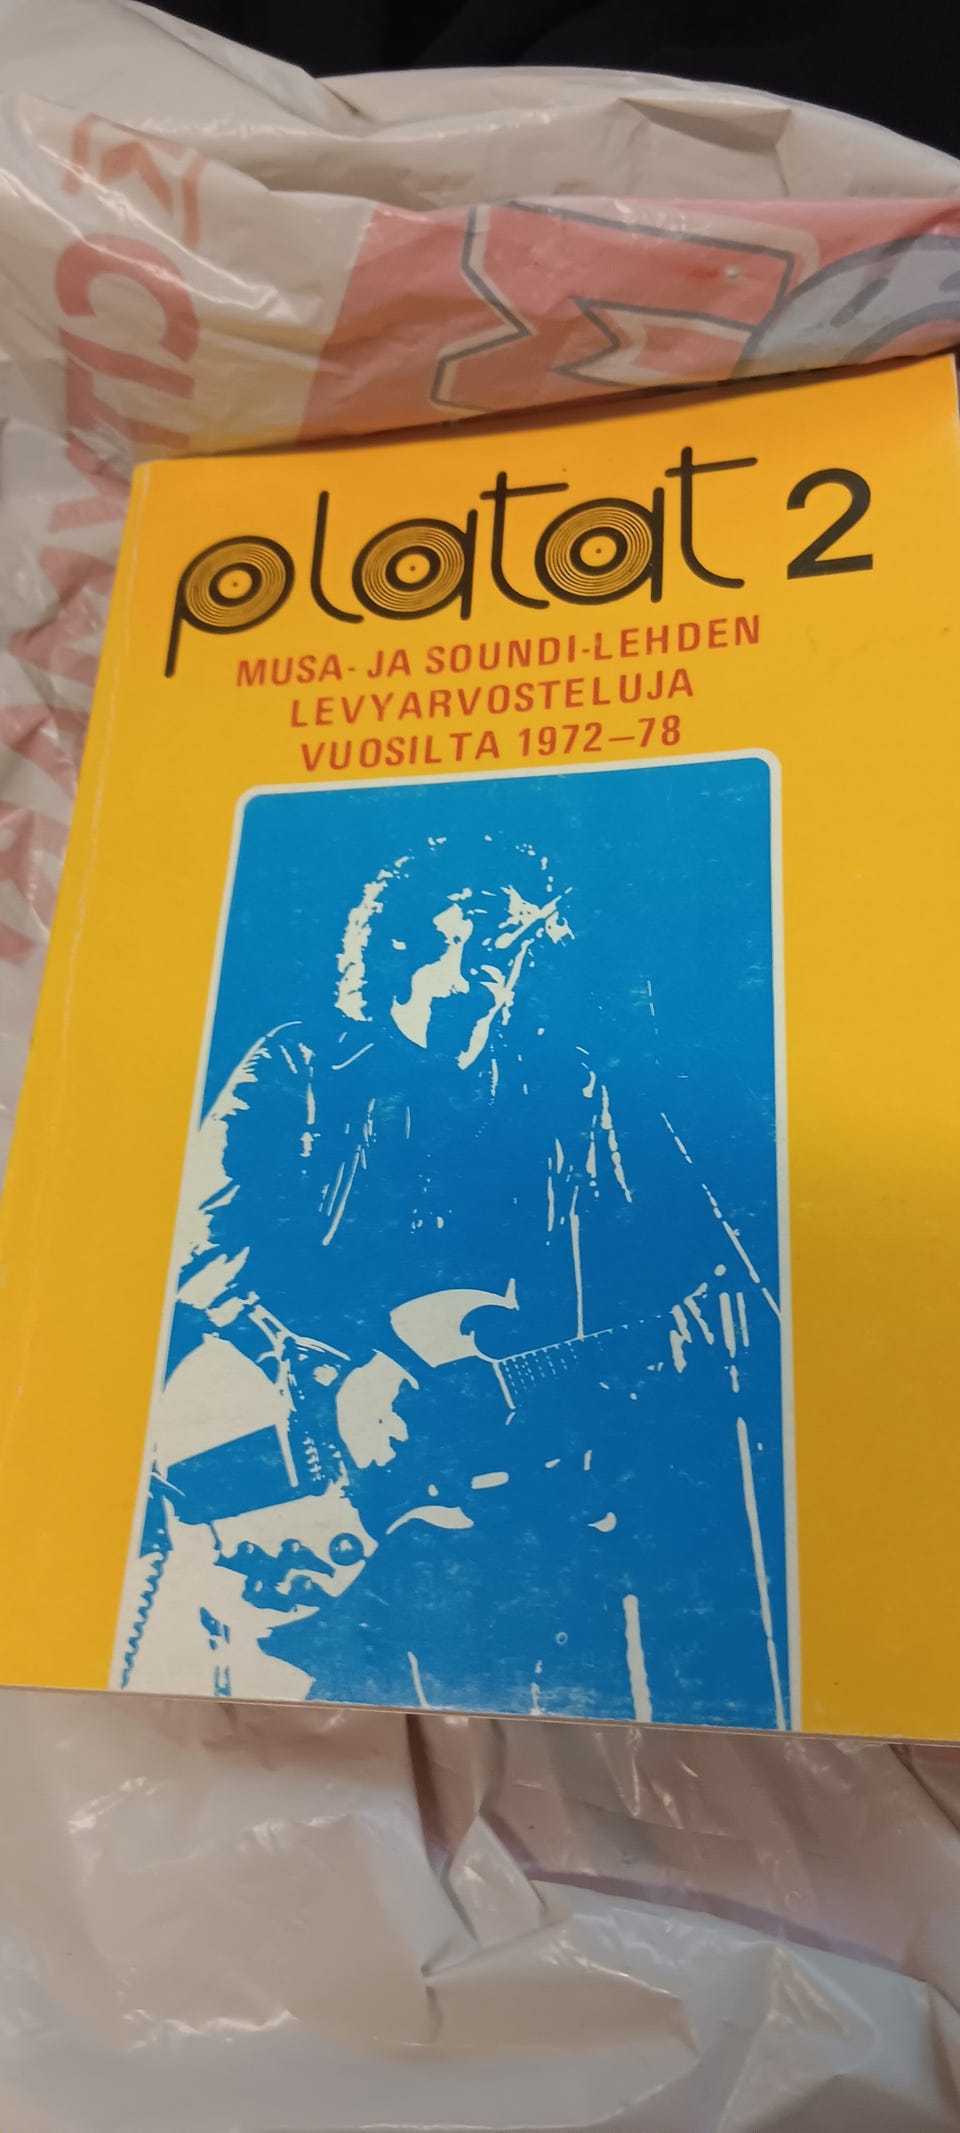 platat 2
MUSA- JA SOUNDI-LEHDEN
LEVYARVOSTELUJA
VUOSILTA 1972–78